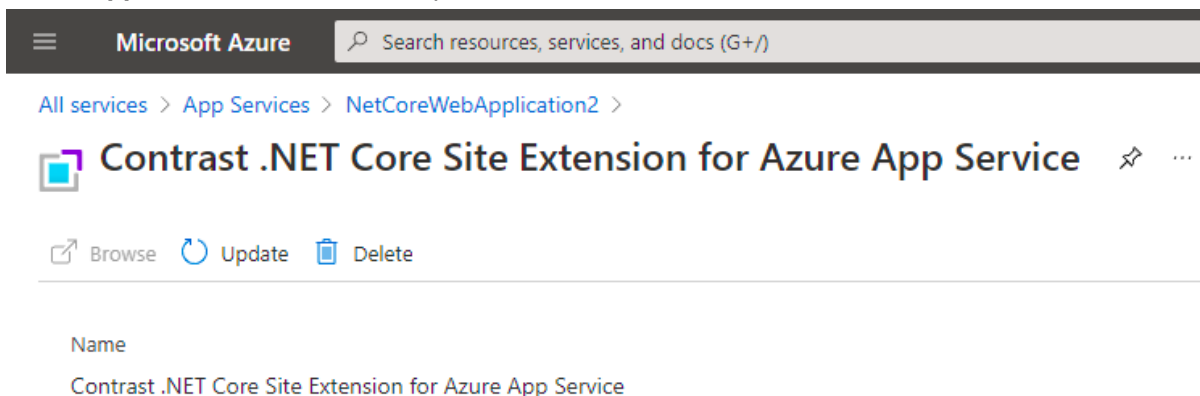 Microsoft Azure
Search resources, services, and docs (G+/)
All services > App Services > NetCoreWebApplication2 >
Contrast .NET Core Site Extension for Azure App Service
Browse Update Delete
Name
Contrast .NET Core Site Extension for Azure App Service